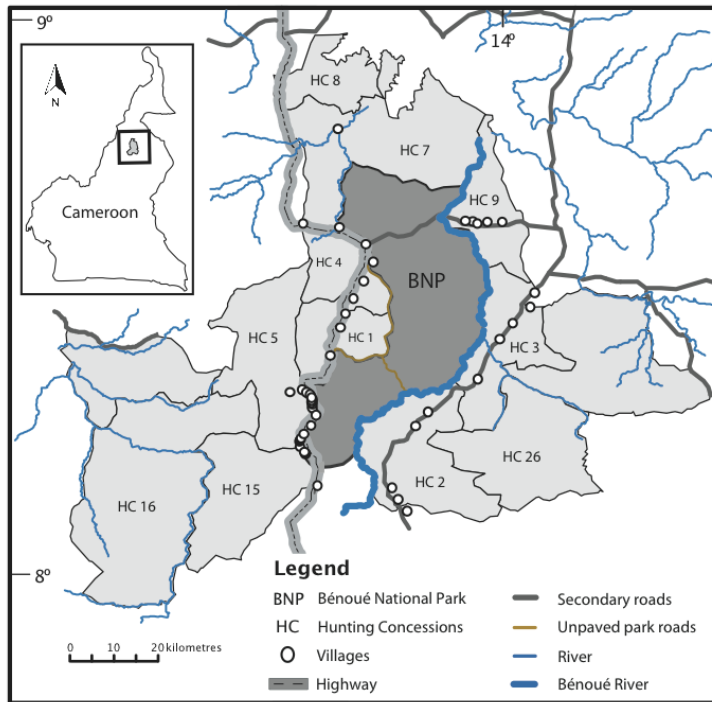 9º
14º
N
Cameroon
HC 8
HC 7
HC 9
HC 4
BNP
HC 1
HC 5
HC 3
HC 26
HC 2
HC 15
HC 16
8º
Legend
BNP Bénoué National Park
HC Hunting Concessions
Villages
Highway
Secondary roads
Unpaved park roads
River
Bénoué River
0 10 20 kilometres